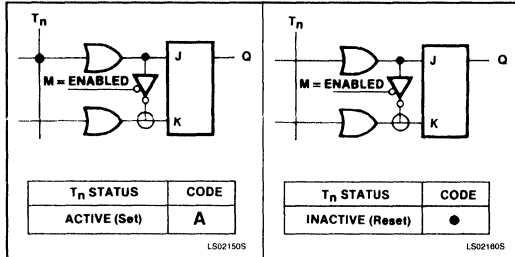 Tn
J
Q
M = ENABLED
K
Tn STATUS CODE
ACTIVE (Set) A
LS02150S
Tn
J
Q
M = ENABLED
K
Tn STATUS CODE
INACTIVE (Reset) ●
LS02160S